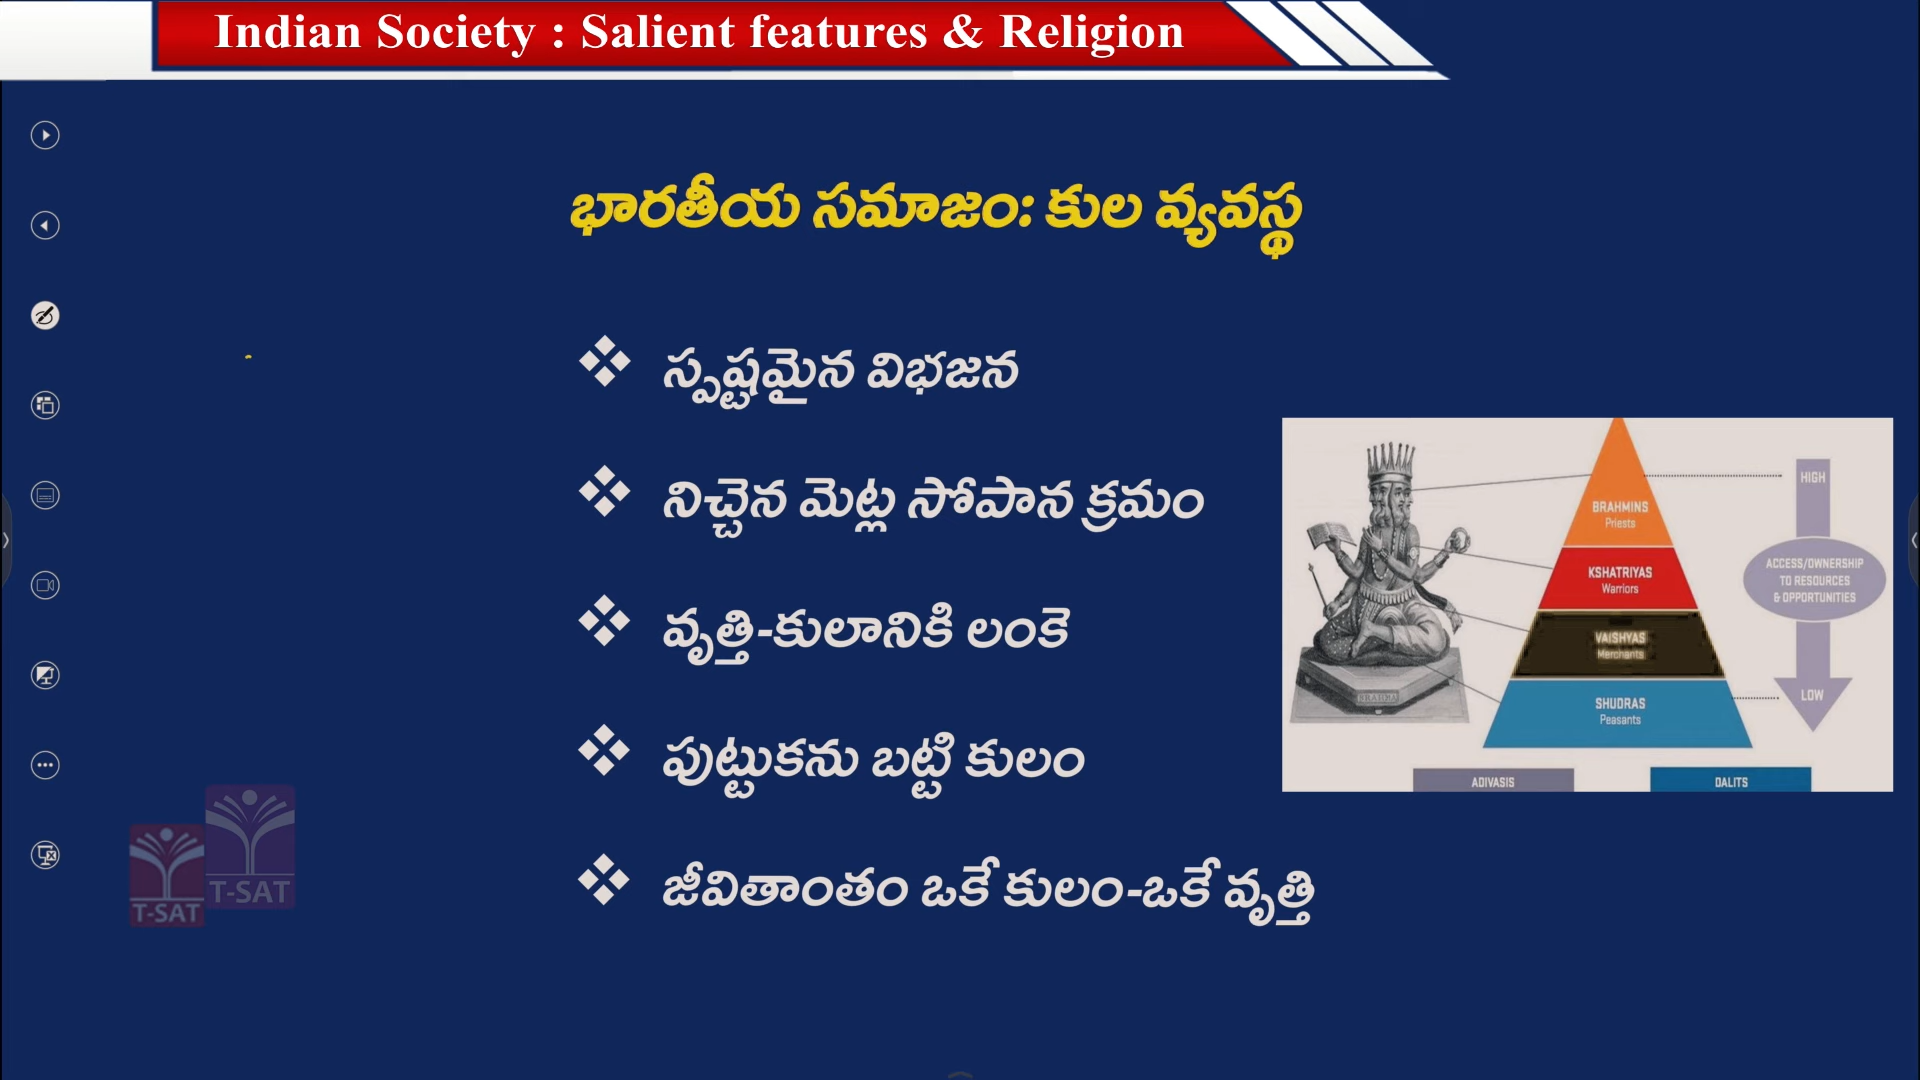 Indian Society : Salient features & Religion
భారతీయ సమాజం: కుల వ్యవస్థ
❖ స్పష్టమైన విభజన
❖ నిచ్చెన మెట్ల సోపాన క్రమం
❖ వృత్తి-కులానికి లంకె
❖ పుట్టుకను బట్టి కులం
❖ జీవితాంతం ఒకే కులం-ఒకే వృత్తి
BRAHMINS
Priests
KSHATRIYAS
Warriors
VAISHYAS
Merchants
SHUDRAS
Peasants
ADIVASIS
DALITS
HIGH
ACCESS/OWNERSHIP
TO RESOURCES
& OPPORTUNITIES
LOW
T-SAT
T-SAT